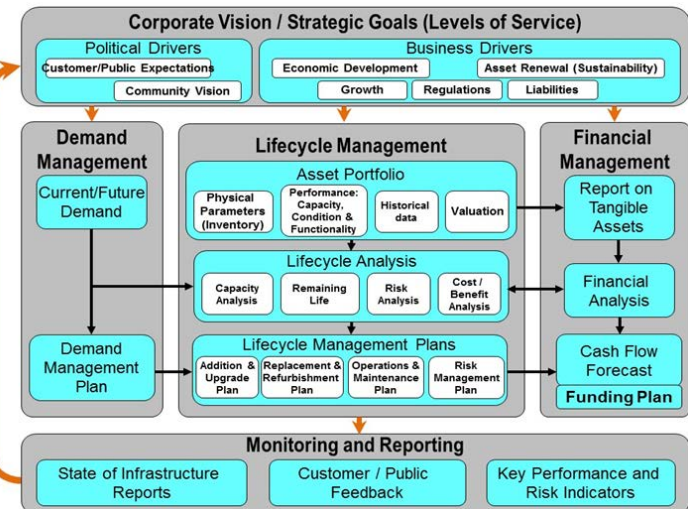 Corporate Vision / Strategic Goals (Levels of Service)
Political Drivers
Customer/Public Expectations
Community Vision
Business Drivers
Economic Development
Asset Renewal (Sustainability)
Growth
Regulations
Liabilities
Demand
Management
Current/Future
Demand
Demand
Management
Plan
Lifecycle Management
Asset Portfolio
Physical
Parameters
(Inventory)
Performance:
Capacity,
Condition &
Functionality
Historical
data
Valuation
Lifecycle Analysis
Capacity
Analysis
Remaining
Life
Risk
Analysis
Cost /
Benefit
Analysis
Lifecycle Management Plans
Addition &
Upgrade
Plan
Replacement &
Refurbishment
Plan
Operations &
Maintenance
Plan
Risk
Management
Plan
Financial
Management
Report on
Tangible
Assets
Financial
Analysis
Cash Flow
Forecast
Funding Plan
Monitoring and Reporting
State of Infrastructure
Reports
Customer / Public
Feedback
Key Performance and
Risk Indicators